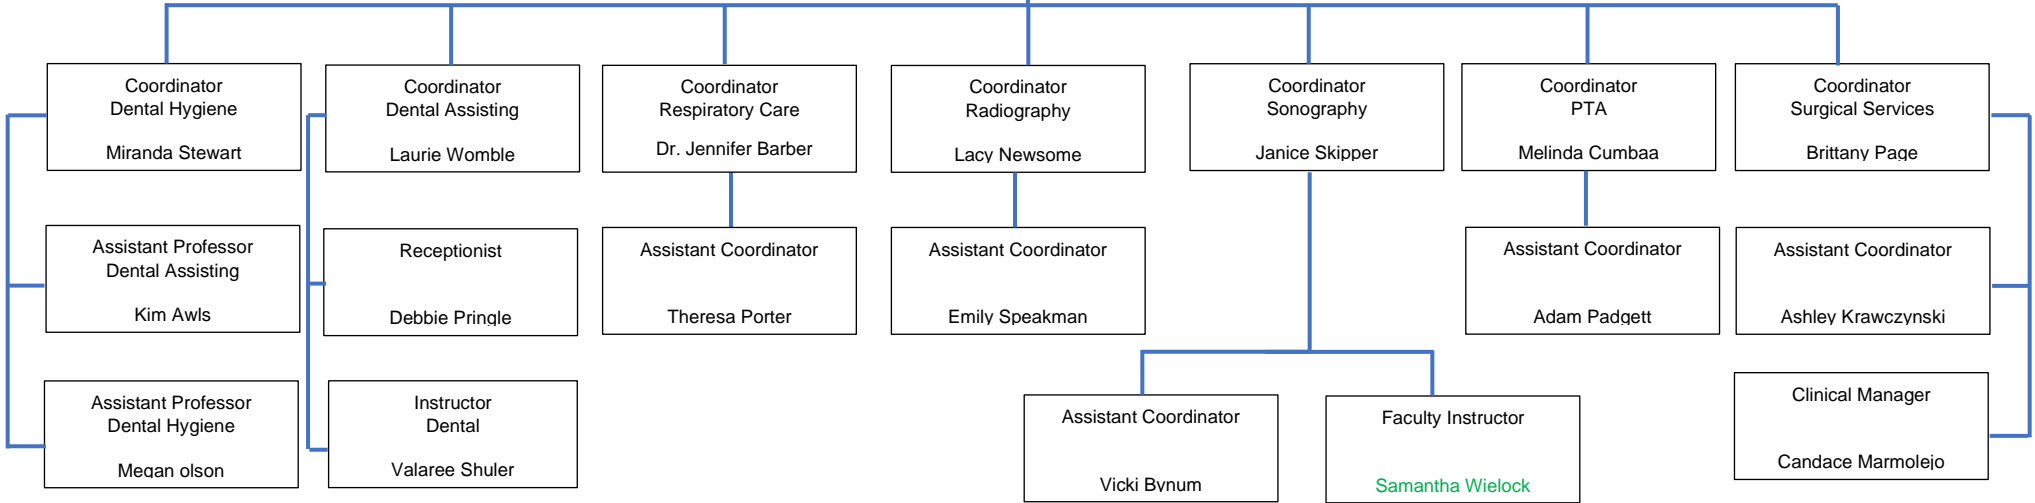 Coordinator
Dental Hygiene
Miranda Stewart
Coordinator
Dental Assisting
Laurie Womble
Coordinator
Respiratory Care
Dr. Jennifer Barber
Coordinator
Radiography
Lacy Newsome
Coordinator
Sonography
Janice Skipper
Coordinator
PTA
Melinda Cumbaa
Coordinator
Surgical Services
Brittany Page
Assistant Professor
Dental Assisting
Kim Awls
Receptionist
Debbie Pringle
Assistant Coordinator
Theresa Porter
Assistant Coordinator
Emily Speakman
Assistant Coordinator
Adam Padgett
Assistant Coordinator
Ashley Krawczynski
Assistant Professor
Dental Hygiene
Megan olson
Instructor
Dental
Valaree Shuler
Assistant Coordinator
Vicki Bynum
Faculty Instructor
Samantha Wielock
Clinical Manager
Candace Marmolejo